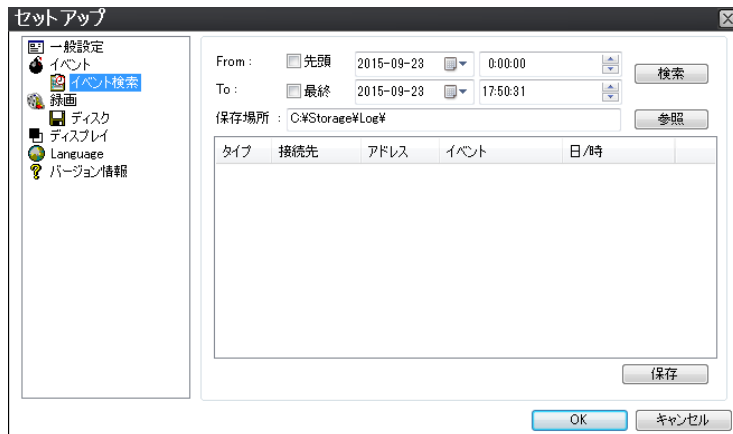 セットアップ
一般設定
イベント
イベント検索
録画
ディスク
ディスプレイ
Language
バージョン情報
From : 先頭 2015-09-23 0:00:00 検索
To : 最終 2015-09-23 17:50:31
保存場所 : C:¥Storage¥Log¥ 参照
タイプ 接続先 アドレス イベント 日/時
保存
OK キャンセル